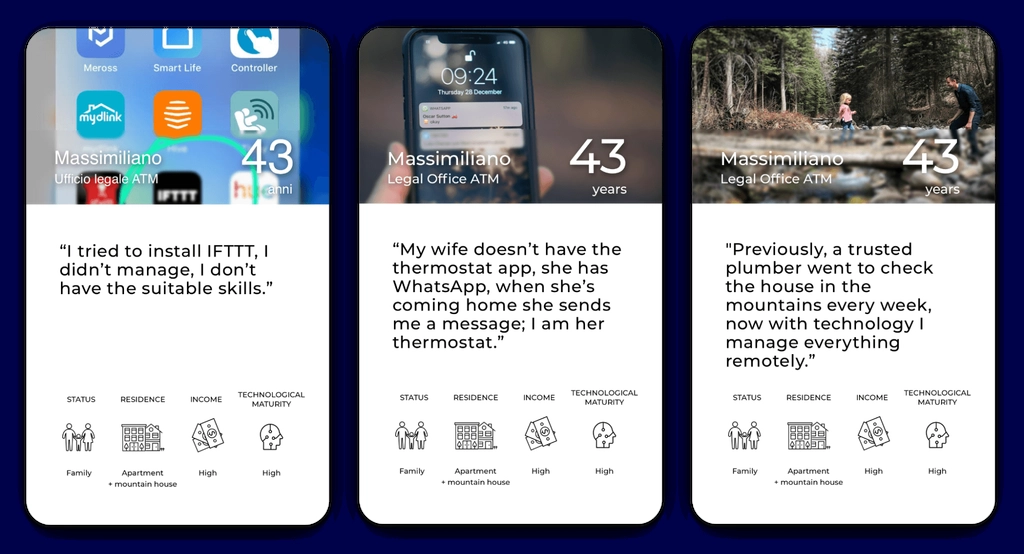 Meross
Smart Life
Controller
mydlink
IFTTT
Massimiliano
Ufficio legale ATM
43
anni
“I tried to install IFTTT, I
didn’t manage, I don’t
have the suitable skills.”
STATUS
RESIDENCE
INCOME
TECHNOLOGICAL
MATURITY
Family
Apartment
+ mountain house
High
High
09:24
Thursday 28 December
Massimiliano
Legal Office ATM
43
years
“My wife doesn’t have the
thermostat app, she has
WhatsApp, when she’s
coming home she sends
me a message; I am her
thermostat.”
STATUS
RESIDENCE
INCOME
TECHNOLOGICAL
MATURITY
Family
Apartment
+ mountain house
High
High
Massimiliano
Legal Office ATM
43
years
"Previously, a trusted
plumber went to check
the house in the
mountains every week,
now with technology I
manage everything
remotely.”
STATUS
RESIDENCE
INCOME
TECHNOLOGICAL
MATURITY
Family
Apartment
+ mountain house
High
High